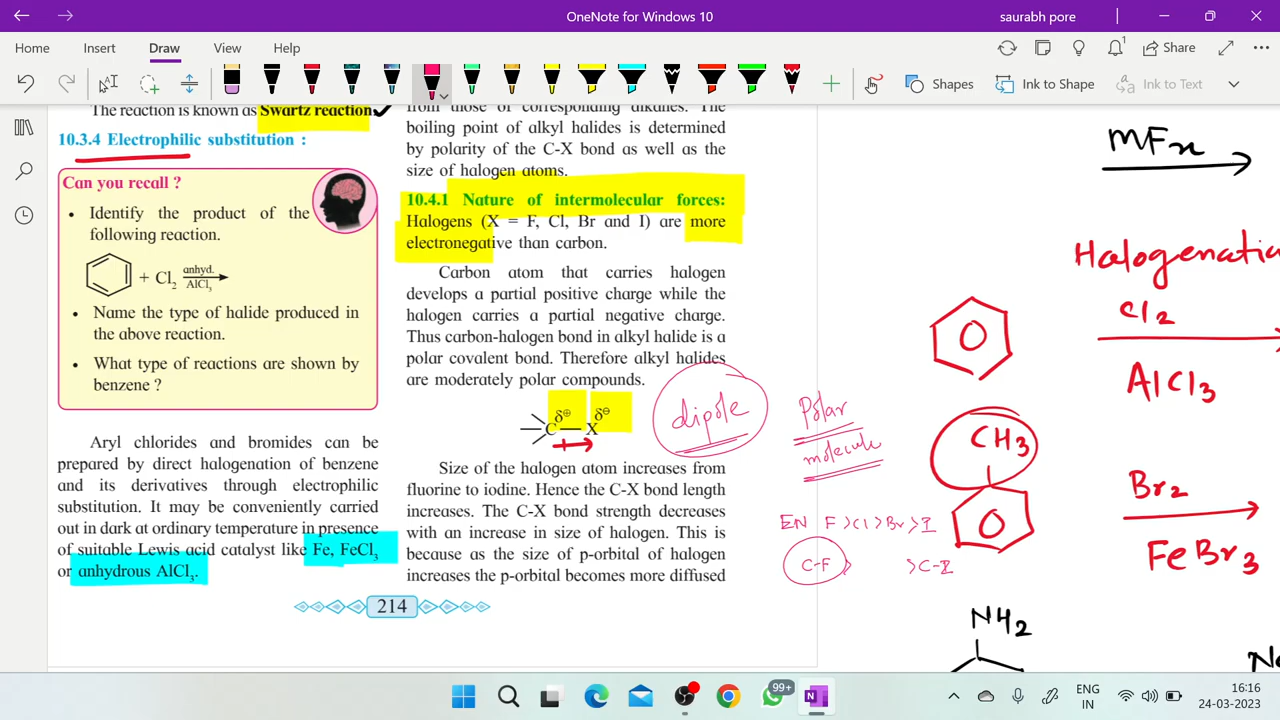 OneNote for Windows 10
saurabh pore
Home
Insert
Draw
View
Help
Share
Shapes
Ink to Shape
Ink to Text
The reaction is known as Swartz reaction.
10.3.4 Electrophilic substitution :
Can you recall ?
• Identify the product of the
following reaction.
+ Cl2 anhyd.
AlCl3
• Name the type of halide produced in
the above reaction.
• What type of reactions are shown by
benzene ?
Aryl chlorides and bromides can be
prepared by direct halogenation of benzene
and its derivatives through electrophilic
substitution. It may be conveniently carried
out in dark at ordinary temperature in presence
of suitable Lewis acid catalyst like Fe, FeCl3
or anhydrous AlCl3.
from those of corresponding alkanes. The
boiling point of alkyl halides is determined
by polarity of the C-X bond as well as the
size of halogen atoms.
10.4.1 Nature of intermolecular forces:
Halogens (X = F, Cl, Br and I) are more
electronegative than carbon.
Carbon atom that carries halogen
develops a partial positive charge while the
halogen carries a partial negative charge.
Thus carbon-halogen bond in alkyl halide is a
polar covalent bond. Therefore alkyl halides
are moderately polar compounds.
δ⊕ δ⊖
C X
Size of the halogen atom increases from
fluorine to iodine. Hence the C-X bond length
increases. The C-X bond strength decreases
with an increase in size of halogen. This is
because as the size of p-orbital of halogen
increases the p-orbital becomes more diffused
214
dipole
Polar
molecule
EN F >Cl >Br >I
C-F > >C-I
MFx
Halogenatio
Cl2
AlCl3
CH3
Br2
FeBr3
NH2
Na
99+
ENG
IN
16:16
24-03-2023